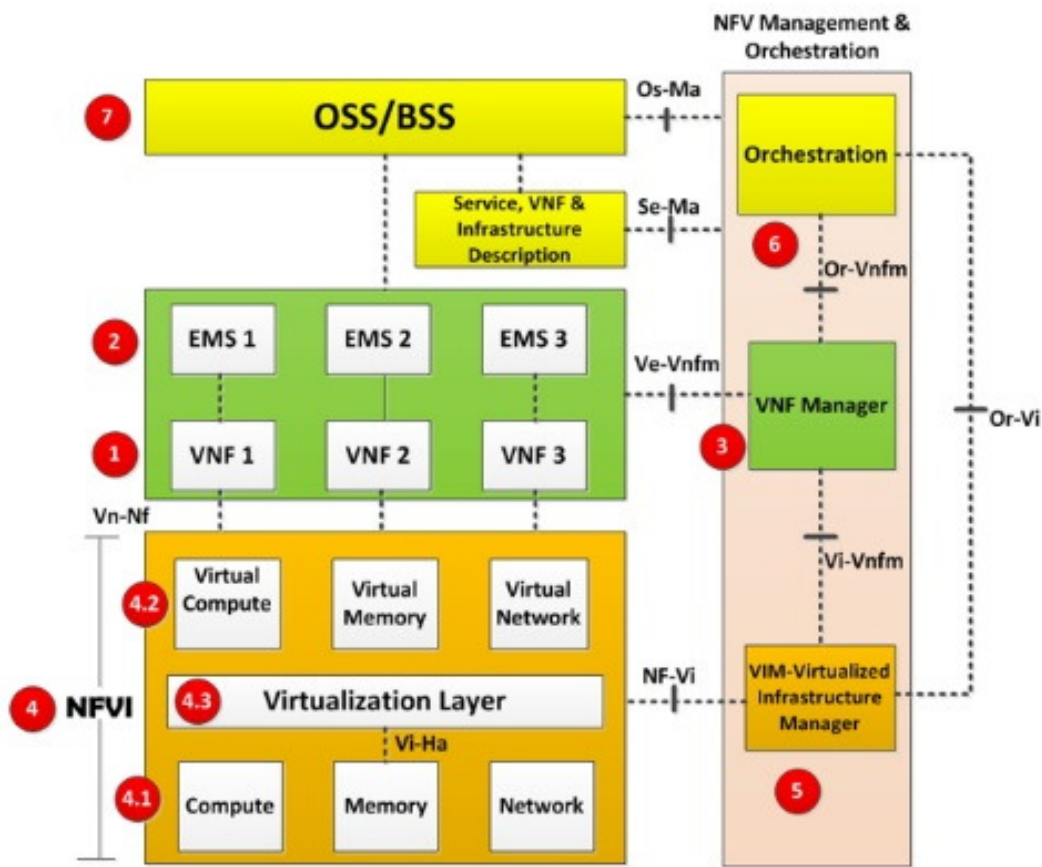 NFV Management &
Orchestration
7
OSS/BSS
Os-Ma
Orchestration
Service, VNF &
Infrastructure
Description
Se-Ma
6
Or-Vnfm
2
EMS 1
EMS 2
EMS 3
Ve-Vnfm
VNF Manager
Or-Vi
1
VNF 1
VNF 2
VNF 3
3
Vn-Nf
Vi-Vnfm
4.2
Virtual
Compute
Virtual
Memory
Virtual
Network
4
NFVI
4.3
Virtualization Layer
NF-Vi
VIM-Virtualized
Infrastructure
Manager
Vi-Ha
4.1
Compute
Memory
Network
5